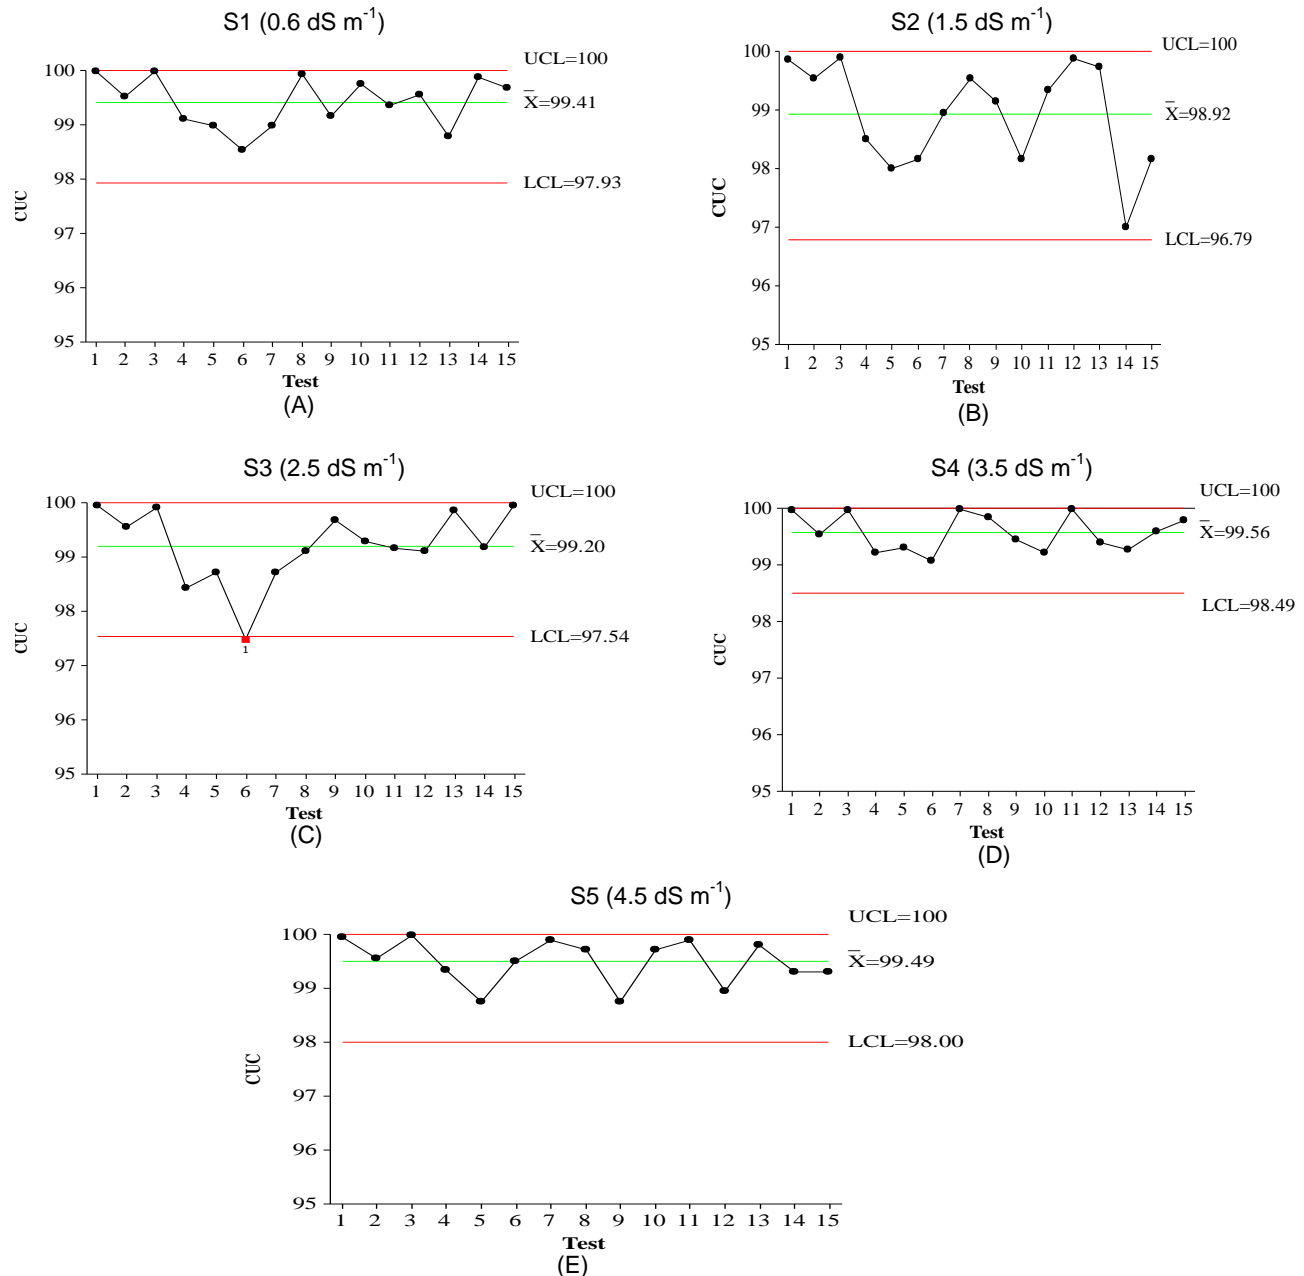 S1 (0.6 dS m-1)
UCL=100
X̄=99.41
LCL=97.93
100
99
98
97
96
95
CUC
1 2 3 4 5 6 7 8 9 10 11 12 13 14 15
Test
(A)
S2 (1.5 dS m-1)
UCL=100
X̄=98.92
LCL=96.79
100
99
98
97
96
95
CUC
1 2 3 4 5 6 7 8 9 10 11 12 13 14 15
Test
(B)
S3 (2.5 dS m-1)
UCL=100
X̄=99.20
LCL=97.54
100
99
98
97
96
95
CUC
1
1 2 3 4 5 6 7 8 9 10 11 12 13 14 15
Test
(C)
S4 (3.5 dS m-1)
UCL=100
X̄=99.56
LCL=98.49
100
99
98
97
96
95
CUC
1 2 3 4 5 6 7 8 9 10 11 12 13 14 15
Test
(D)
S5 (4.5 dS m-1)
UCL=100
X̄=99.49
LCL=98.00
100
99
98
97
96
95
CUC
1 2 3 4 5 6 7 8 9 10 11 12 13 14 15
Test
(E)